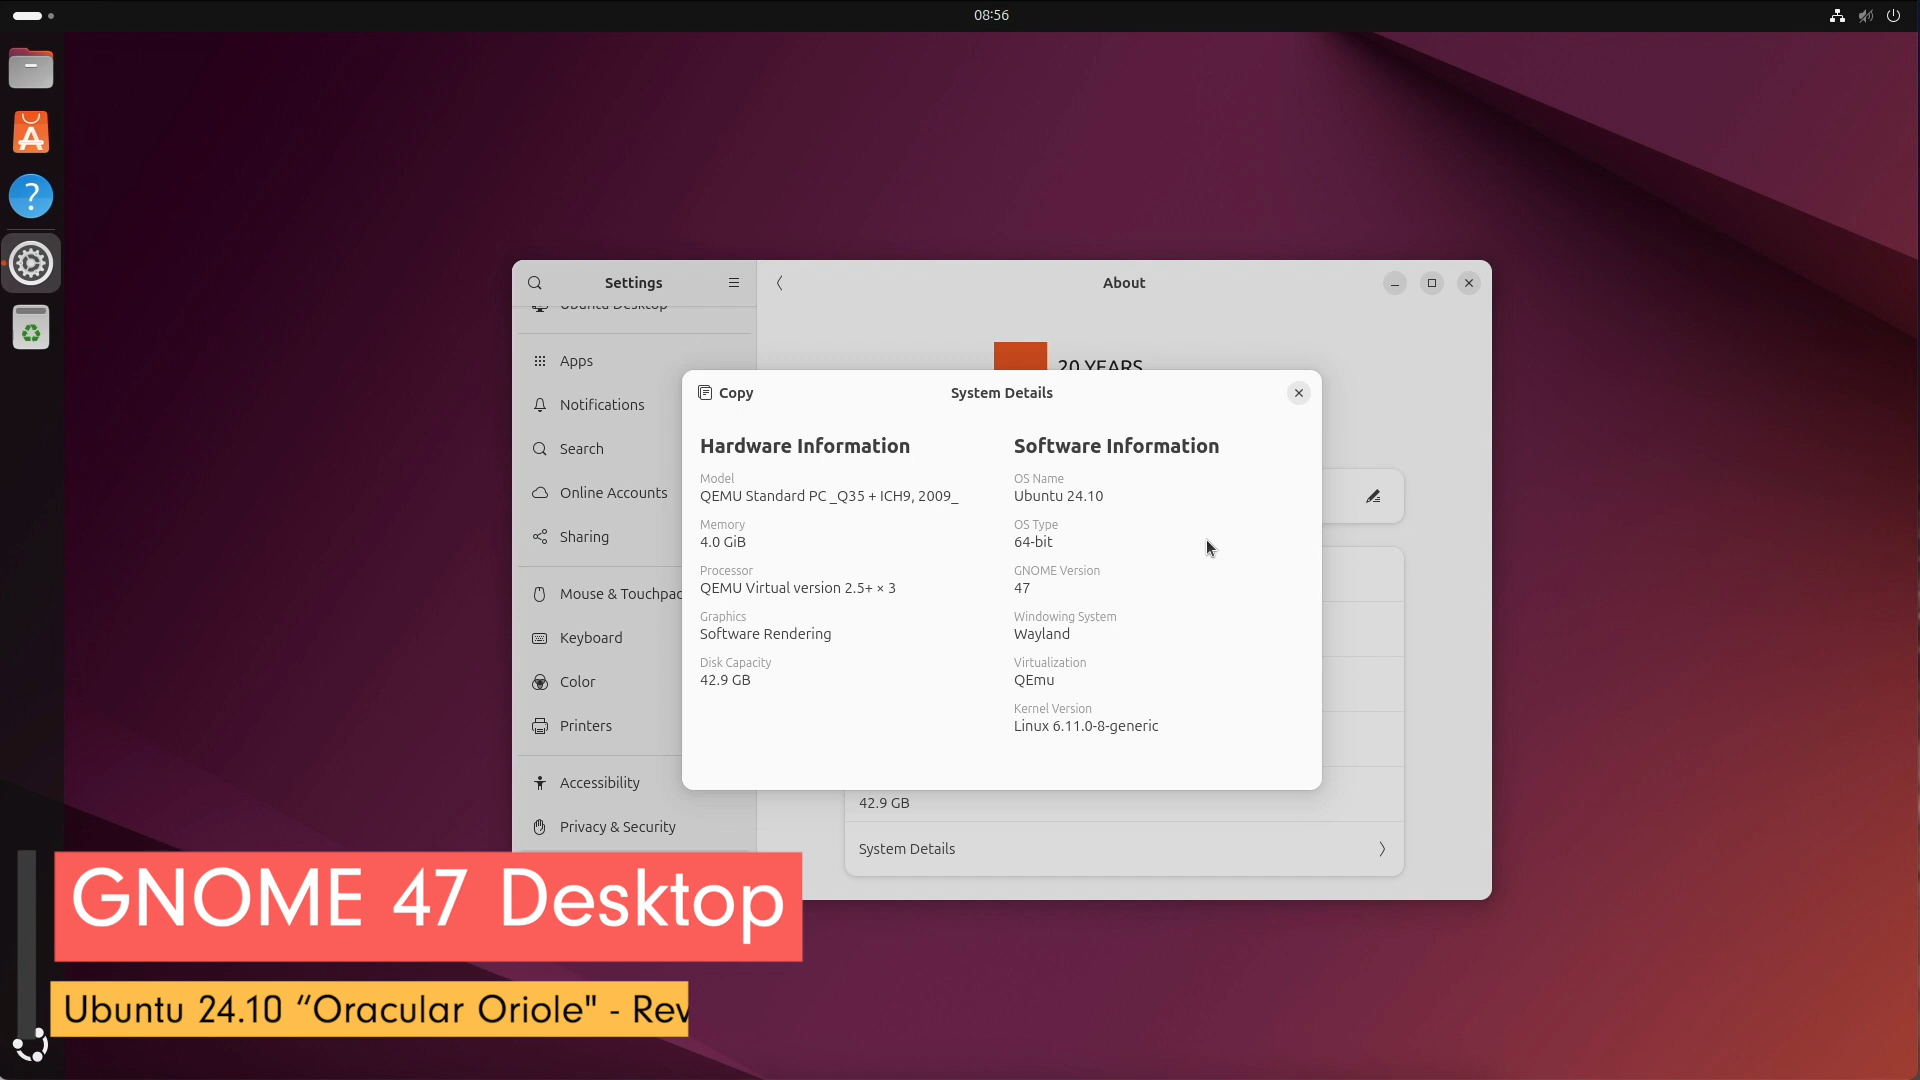 08:56
Settings
About
Ubuntu Desktop
20 YEARS
Apps
Notifications
Search
Online Accounts
Sharing
Mouse & Touchpad
Keyboard
Color
Printers
Accessibility
Privacy & Security
Copy
System Details
Hardware Information
Model
QEMU Standard PC _Q35 + ICH9, 2009_
Memory
4.0 GiB
Processor
QEMU Virtual version 2.5+ × 3
Graphics
Software Rendering
Disk Capacity
42.9 GB
Software Information
OS Name
Ubuntu 24.10
OS Type
64-bit
GNOME Version
47
Windowing System
Wayland
Virtualization
QEmu
Kernel Version
Linux 6.11.0-8-generic
42.9 GB
System Details
GNOME 47 Desktop
Ubuntu 24.10 “Oracular Oriole" - Rev